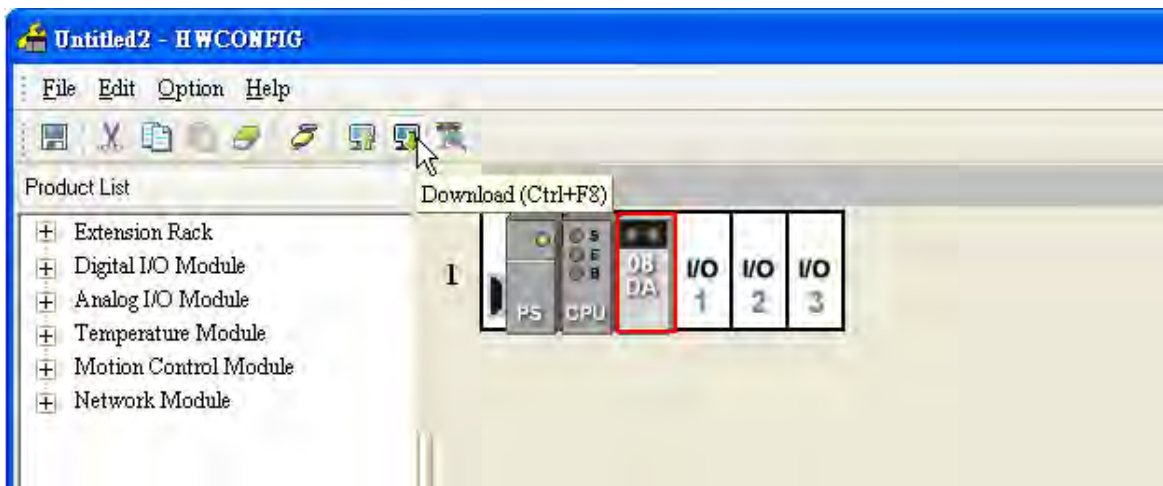 Untitled2 - HWCONFIG
File Edit Option Help
Product List
Download (Ctrl+F8)
Extension Rack
Digital I/O Module
Analog I/O Module
Temperature Module
Motion Control Module
Network Module
1
PS
CPU
S
E
B
08
DA
I/O
1
I/O
2
I/O
3